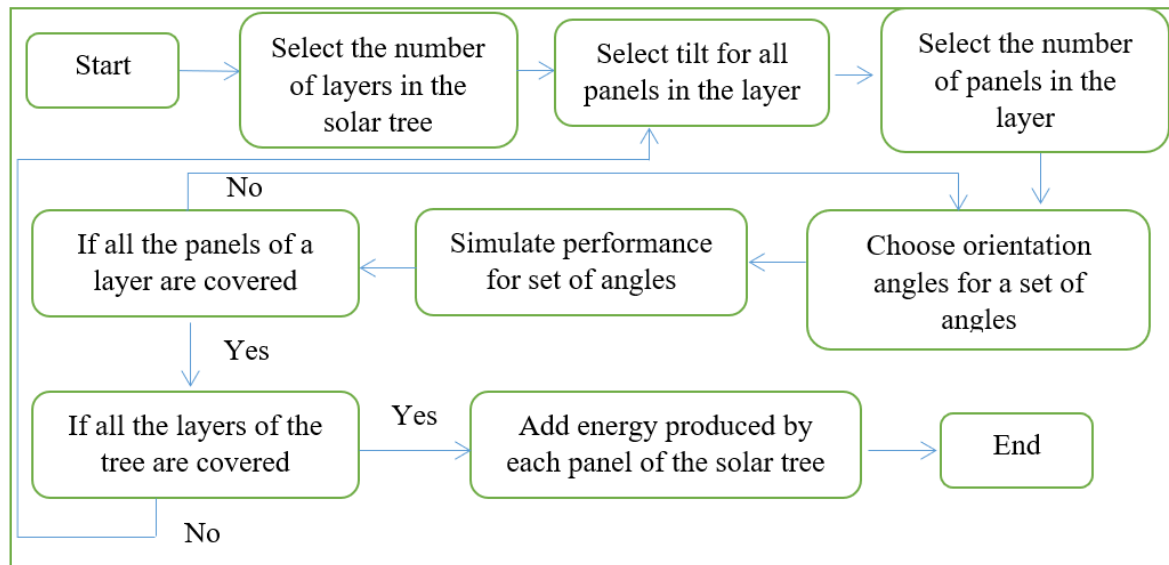 Start
Select the number
of layers in the
solar tree
Select tilt for all
panels in the layer
Select the number
of panels in the
layer
No
If all the panels of a
layer are covered
Simulate performance
for set of angles
Choose orientation
angles for a set of
angles
Yes
If all the layers of the
tree are covered
Yes
Add energy produced by
each panel of the solar tree
End
No